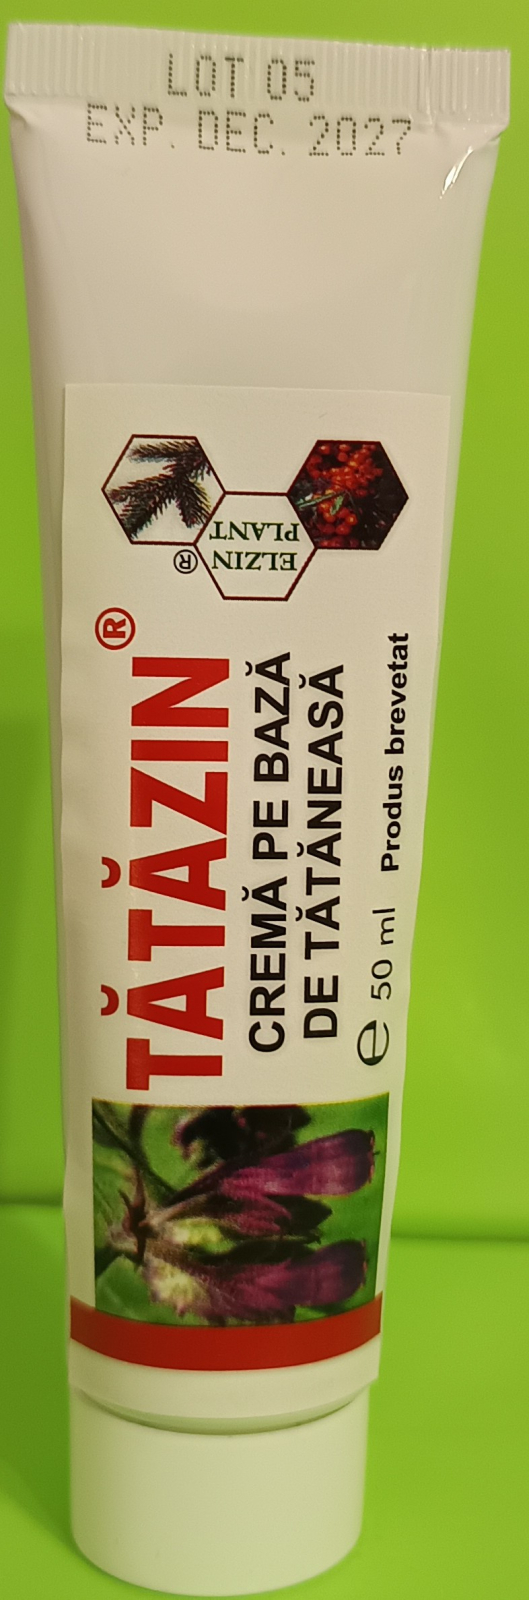 LOT 05
EXP. DEC. 2027
ELZIN
PLANT
®
TĂTĂZIN®
CREMĂ PE BAZĂ
DE TĂTĂNEASĂ
℮ 50 ml Produs brevetat